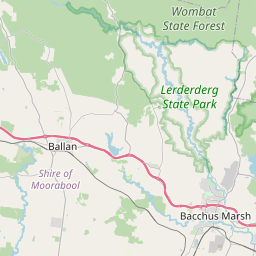 Wombat
State Forest
Lerderderg
State Park
Ballan
Shire of
Moorabool
Bacchus Marsh